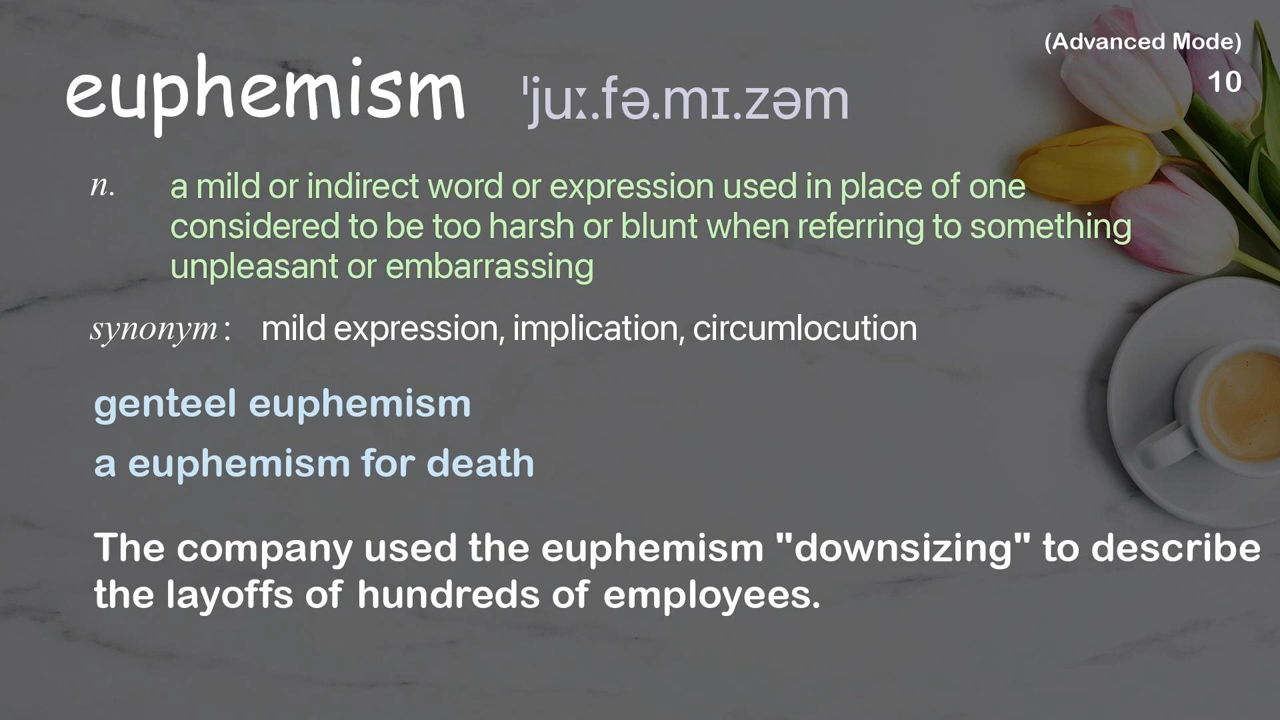 (Advanced Mode)
10
euphemism ˈjuː.fə.mɪ.zəm
n. a mild or indirect word or expression used in place of one
considered to be too harsh or blunt when referring to something
unpleasant or embarrassing
synonym : mild expression, implication, circumlocution
genteel euphemism
a euphemism for death
The company used the euphemism "downsizing" to describe
the layoffs of hundreds of employees.